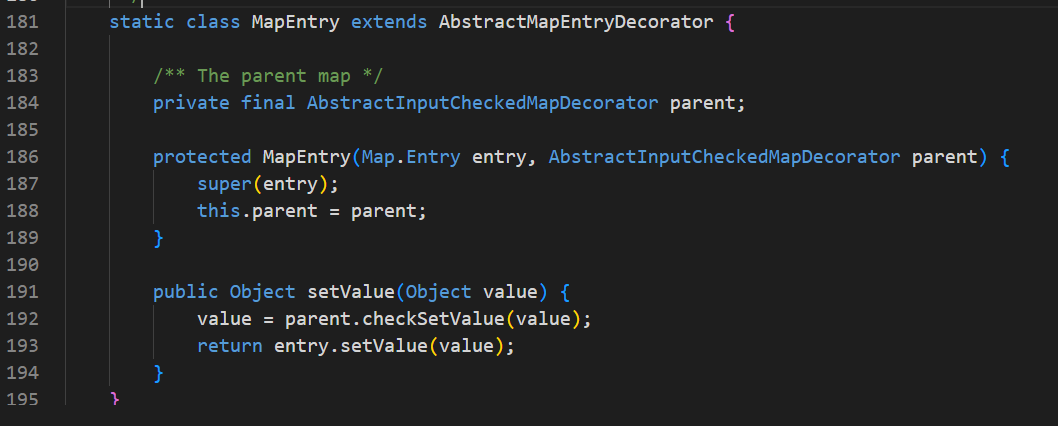 181 static class MapEntry extends AbstractMapEntryDecorator {
182
183 /** The parent map */
184 private final AbstractInputCheckedMapDecorator parent;
185
186 protected MapEntry(Map.Entry entry, AbstractInputCheckedMapDecorator parent) {
187 super(entry);
188 this.parent = parent;
189 }
190
191 public Object setValue(Object value) {
192 value = parent.checkSetValue(value);
193 return entry.setValue(value);
194 }
195 }